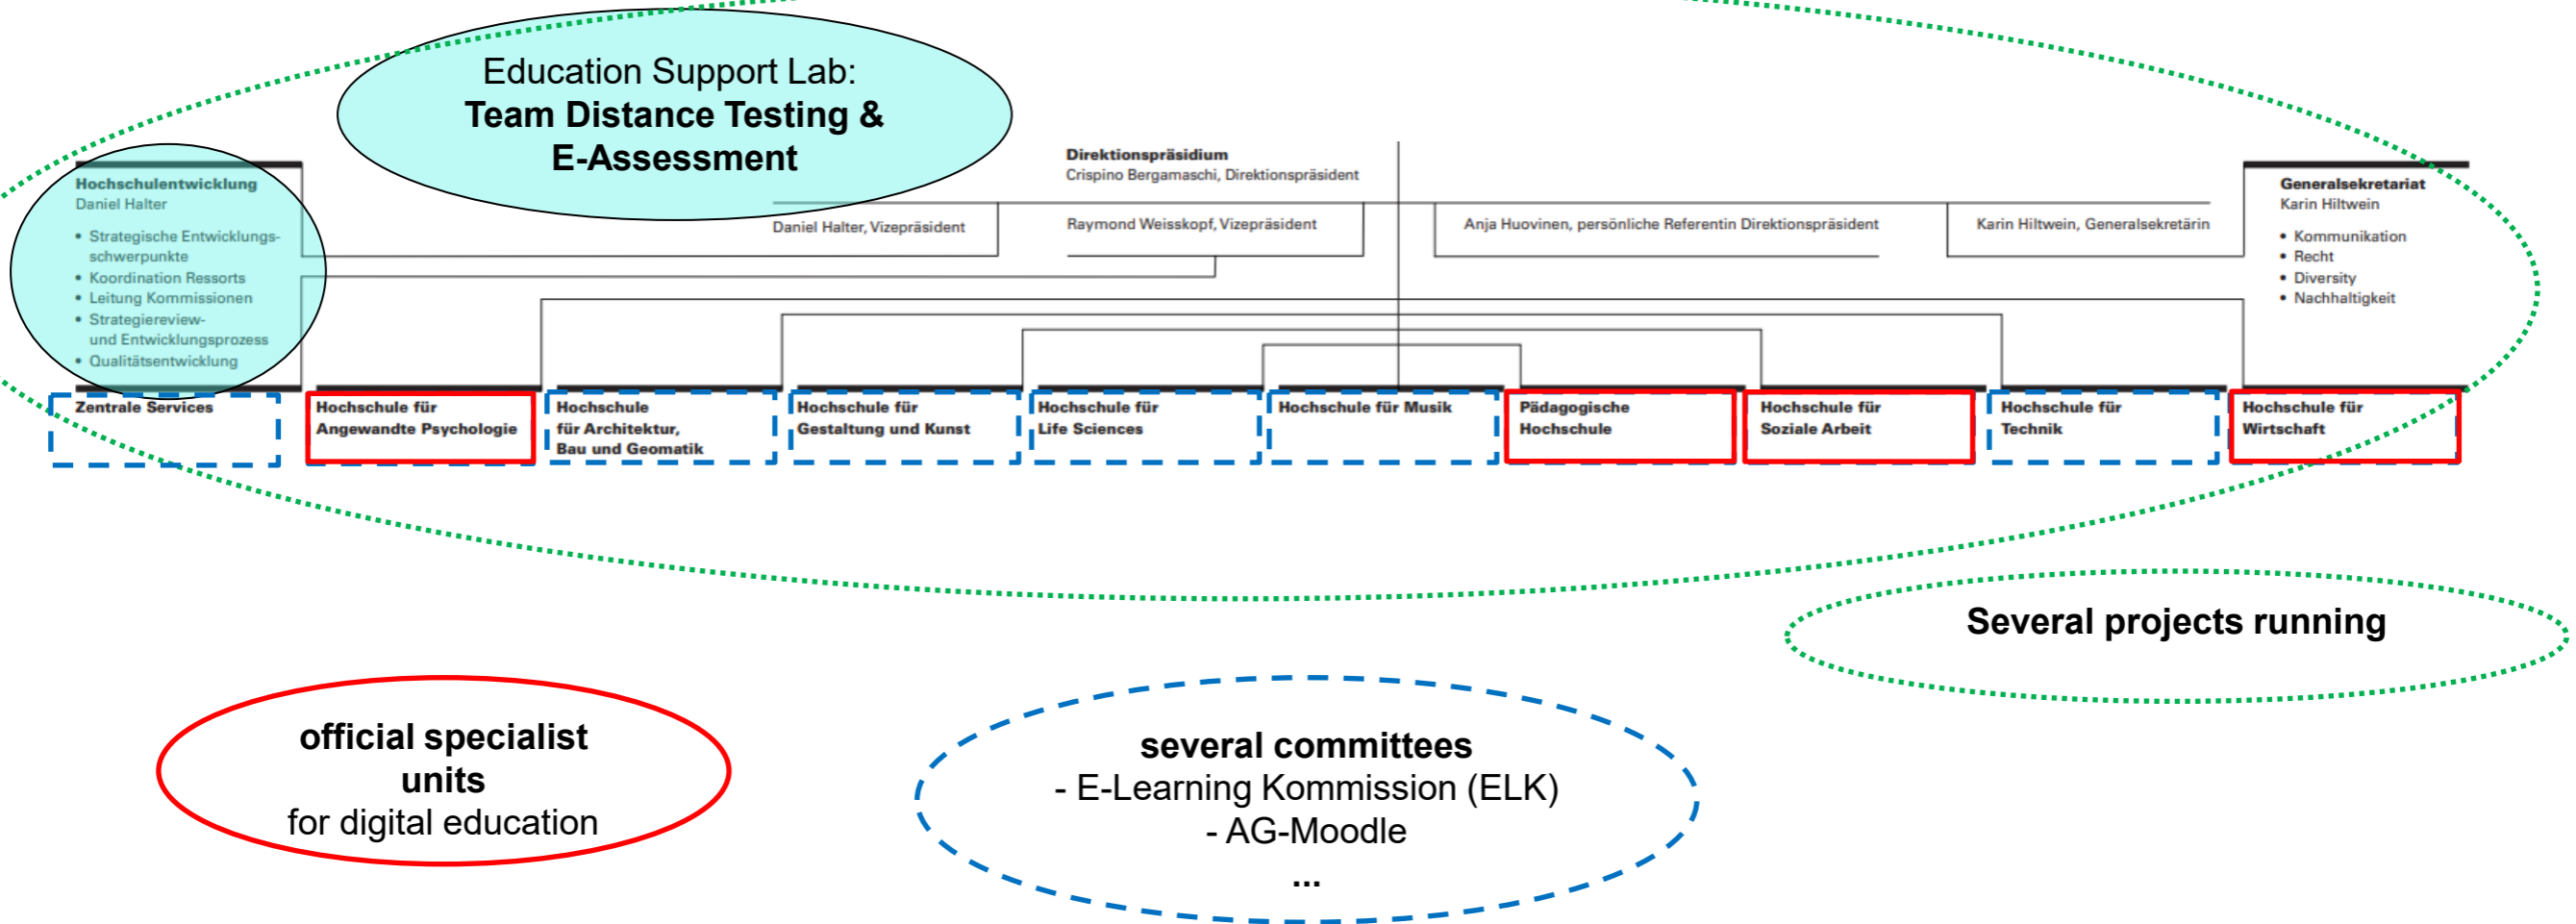 Education Support Lab:
Team Distance Testing &
E-Assessment
Direktionspräsidium
Crispino Bergamaschi, Direktionspräsident
Hochschulentwicklung
Daniel Halter
• Strategische Entwicklungs-
schwerpunkte
• Koordination Ressorts
• Leitung Kommissionen
• Strategiereview-
und Entwicklungsprozess
• Qualitätsentwicklung
Daniel Halter, Vizepräsident
Raymond Weisskopf, Vizepräsident
Anja Huovinen, persönliche Referentin Direktionspräsident
Karin Hiltwein, Generalsekretärin
Generalsekretariat
Karin Hiltwein
• Kommunikation
• Recht
• Diversity
• Nachhaltigkeit
Zentrale Services
Hochschule für
Angewandte Psychologie
Hochschule
für Architektur,
Bau und Geomatik
Hochschule für
Gestaltung und Kunst
Hochschule für
Life Sciences
Hochschule für Musik
Pädagogische
Hochschule
Hochschule für
Soziale Arbeit
Hochschule für
Technik
Hochschule für
Wirtschaft
Several projects running
official specialist
units
for digital education
several committees
- E-Learning Kommission (ELK)
- AG-Moodle
...